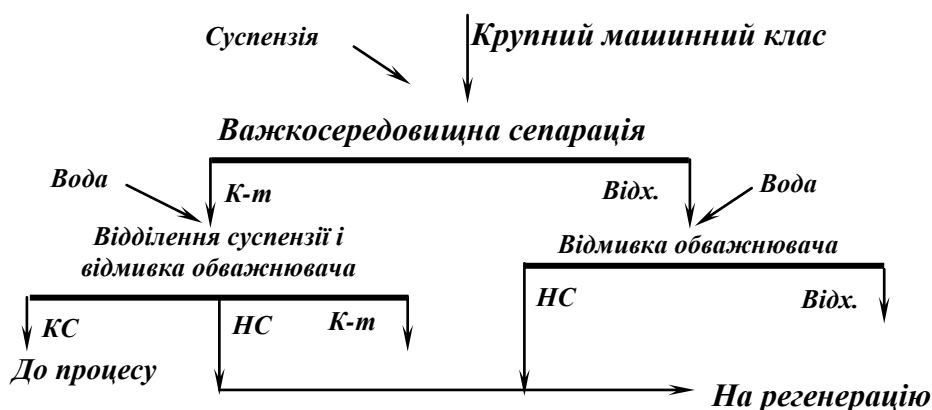 Суспензія
Крупний машинний клас
Важкосередовищна сепарація
Вода
К-т
Відх.
Вода
Відділення суспензії і
відмивка обважнювача
Відмивка обважнювача
КС
НС
К-т
НС
Відх.
До процесу
На регенерацію